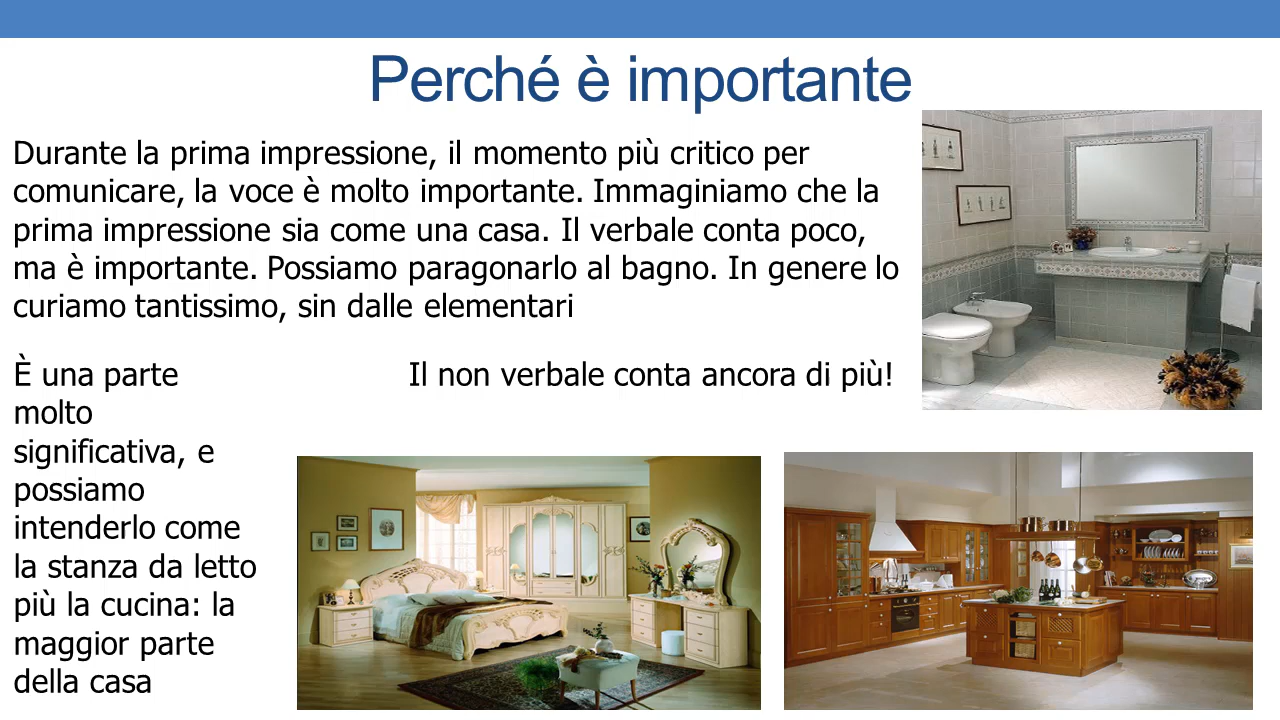 Perché è importante
Durante la prima impressione, il momento più critico per
comunicare, la voce è molto importante. Immaginiamo che la
prima impressione sia come una casa. Il verbale conta poco,
ma è importante. Possiamo paragonarlo al bagno. In genere lo
curiamo tantissimo, sin dalle elementari
Il non verbale conta ancora di più!
È una parte
molto
significativa, e
possiamo
intenderlo come
la stanza da letto
più la cucina: la
maggior parte
della casa